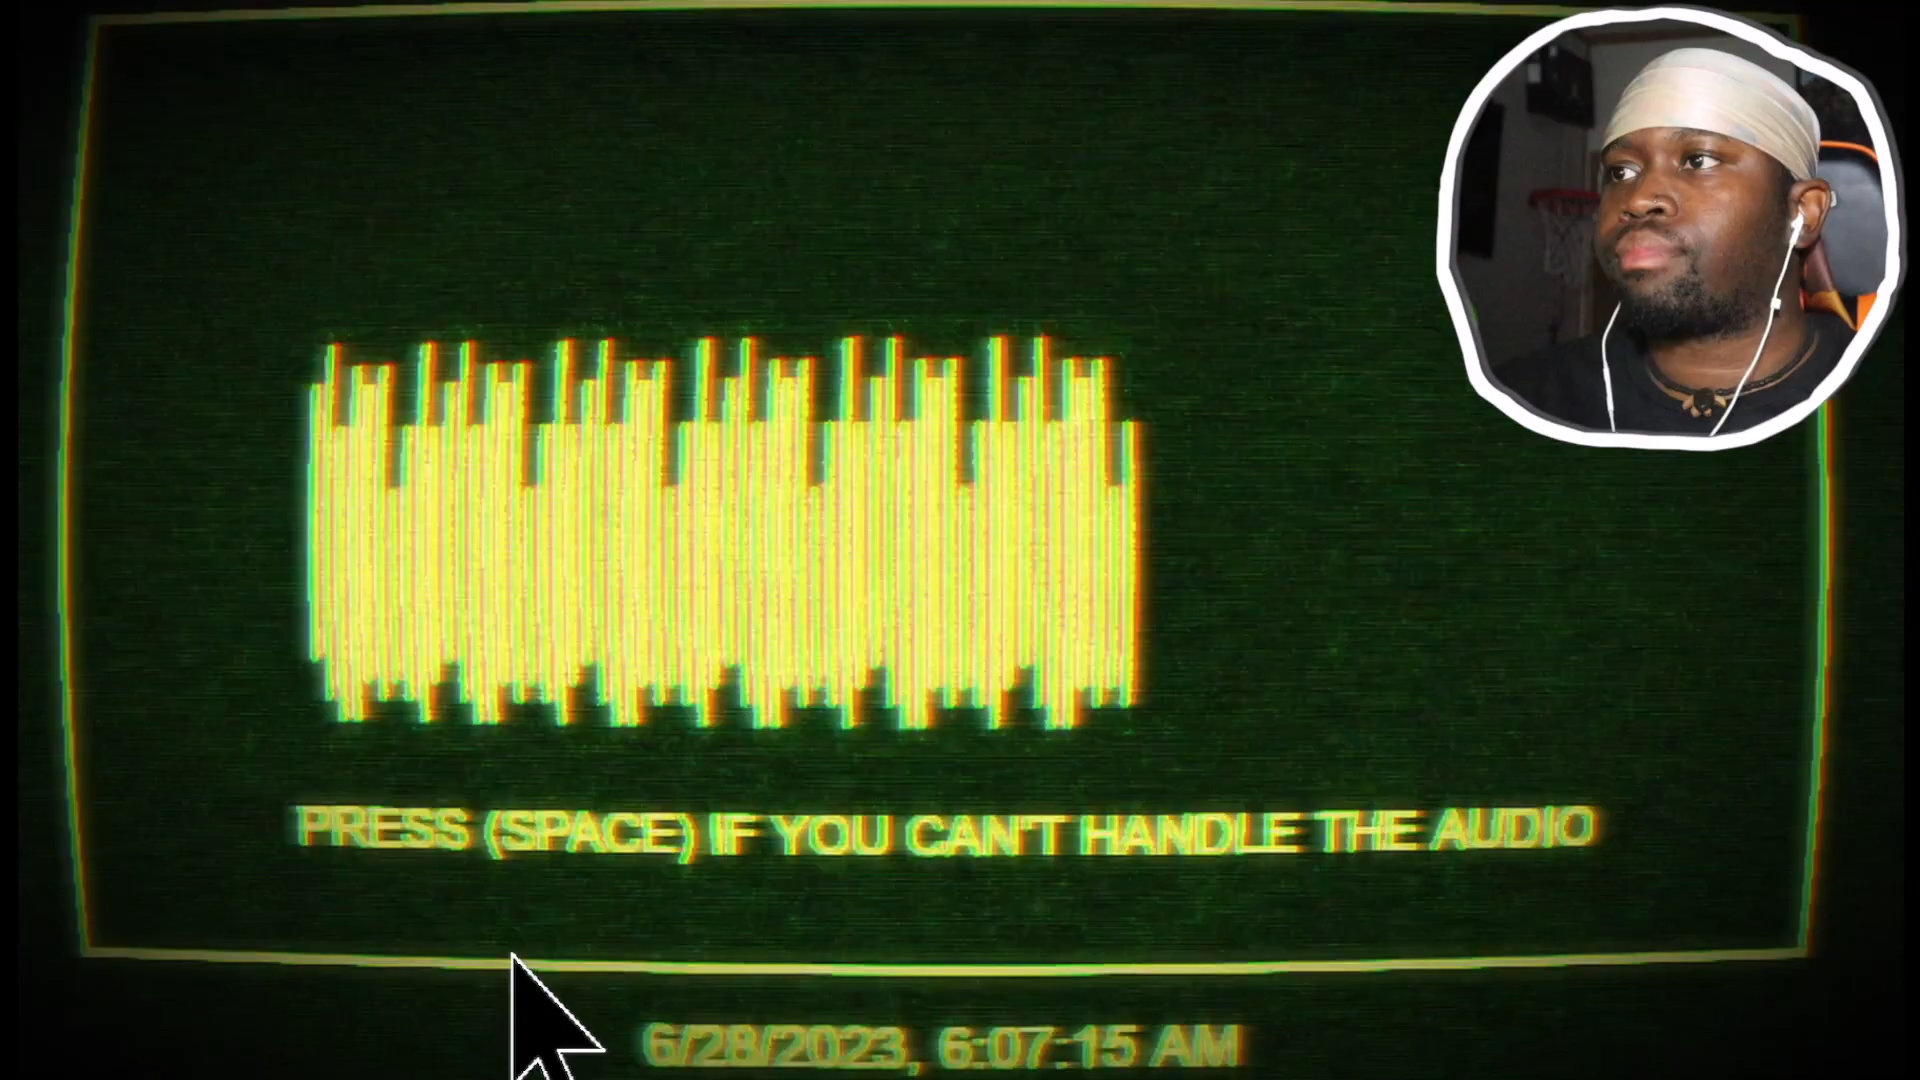 PRESS (SPACE) IF YOU CAN'T HANDLE THE AUDIO
6/28/2023, 6:07:15 AM